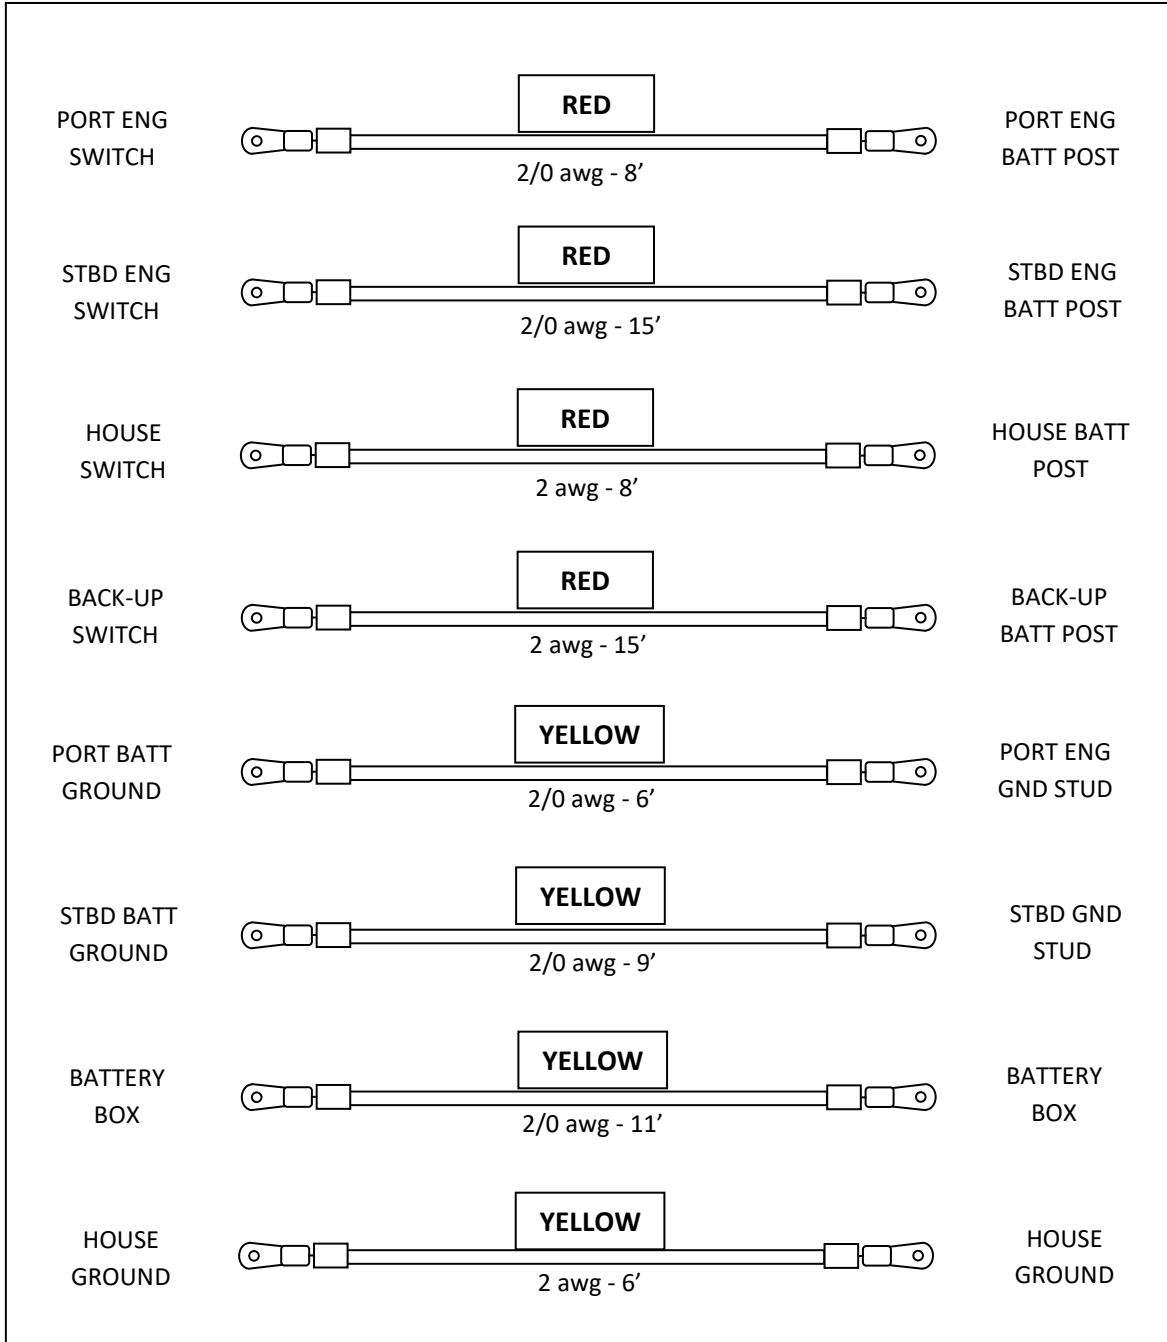 RED
PORT ENG
SWITCH
2/0 awg - 8’
PORT ENG
BATT POST
RED
STBD ENG
SWITCH
2/0 awg - 15’
STBD ENG
BATT POST
RED
HOUSE
SWITCH
2 awg - 8’
HOUSE BATT
POST
RED
BACK-UP
SWITCH
2 awg - 15’
BACK-UP
BATT POST
YELLOW
PORT BATT
GROUND
2/0 awg - 6’
PORT ENG
GND STUD
YELLOW
STBD BATT
GROUND
2/0 awg - 9’
STBD GND
STUD
YELLOW
BATTERY
BOX
2/0 awg - 11’
BATTERY
BOX
YELLOW
HOUSE
GROUND
2 awg - 6’
HOUSE
GROUND